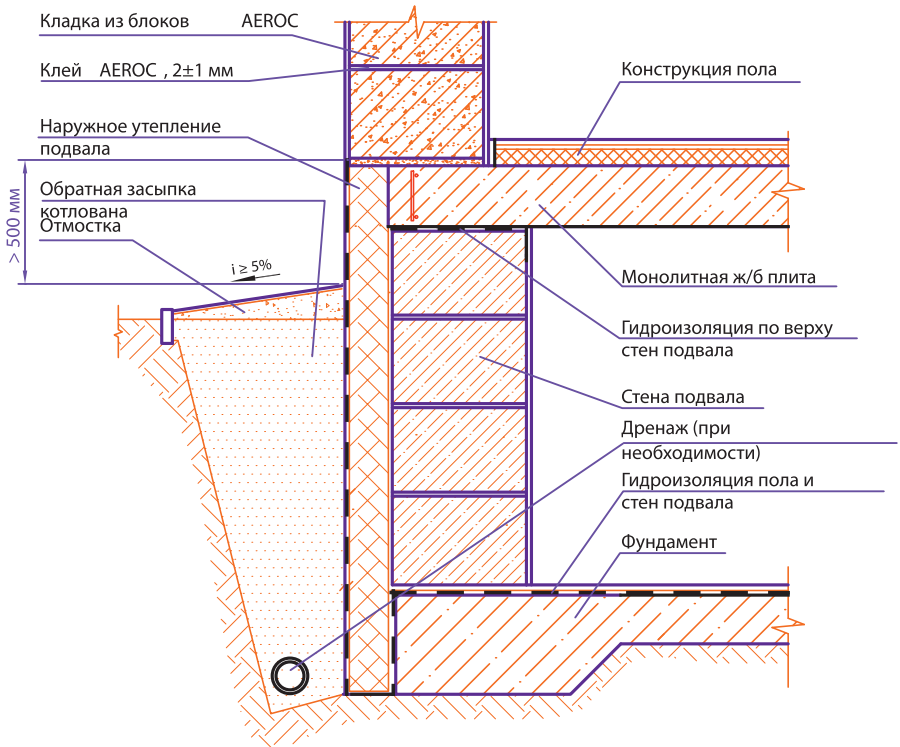 Кладка из блоков AEROC
Клей AEROC , 2±1 мм
Наружное утепление
подвала
Обратная засыпка
котлована
Отмостка
> 500 мм
i ≥ 5%
Конструкция пола
Монолитная ж/б плита
Гидроизоляция по верху
стен подвала
Стена подвала
Дренаж (при
необходимости)
Гидроизоляция пола и
стен подвала
Фундамент